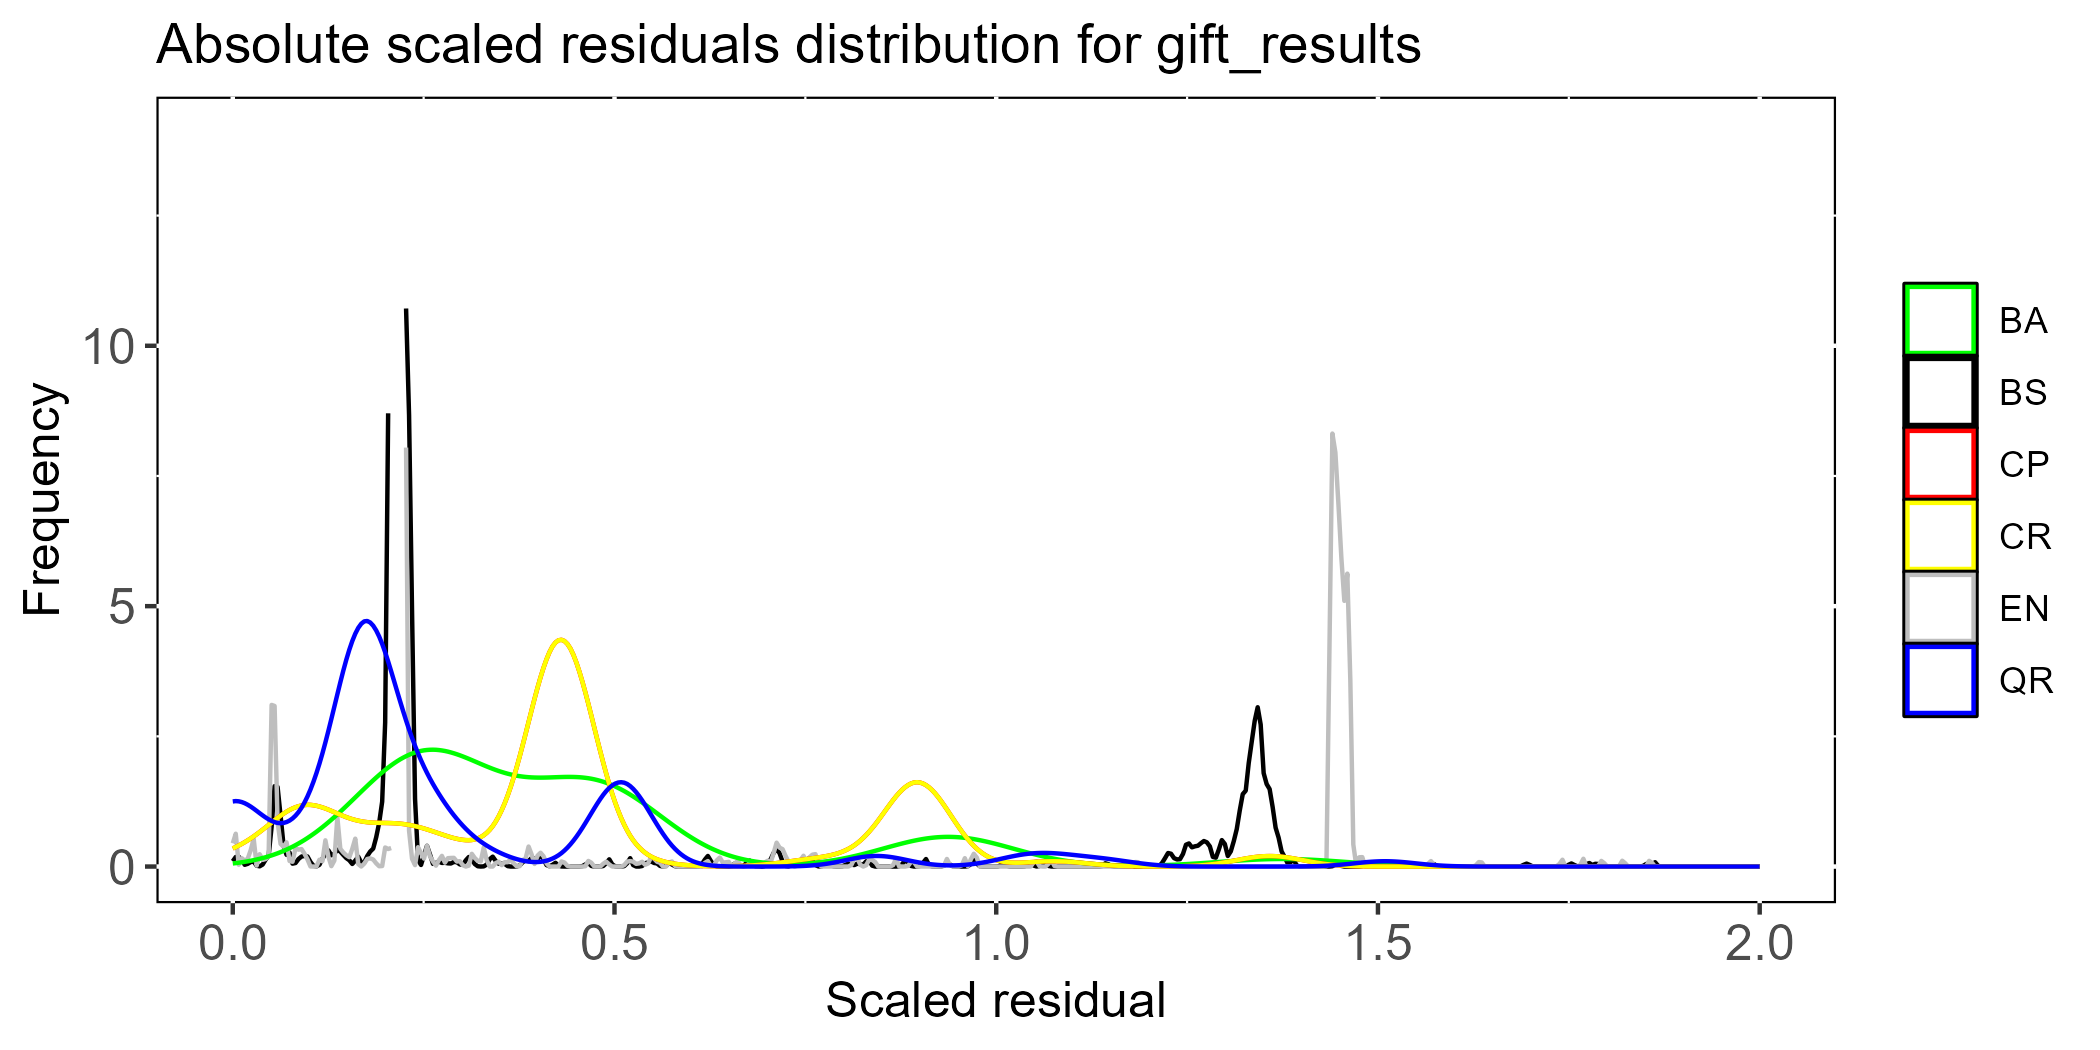 Absolute scaled residuals distribution for gift_results
Frequency
10
5
0
0.0 0.5 1.0 1.5 2.0
Scaled residual
BA
BS
CP
CR
EN
QR